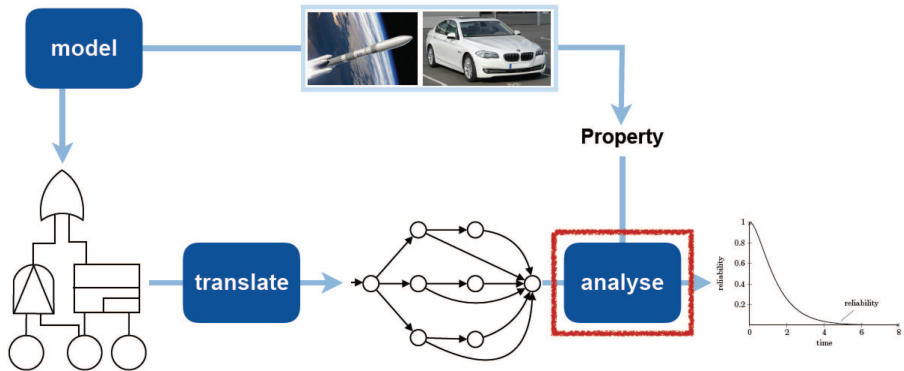 model
Property
translate
analyse
1
0.8
0.6
0.4
0.2
reliability
reliability
0
2
4
6
8
time